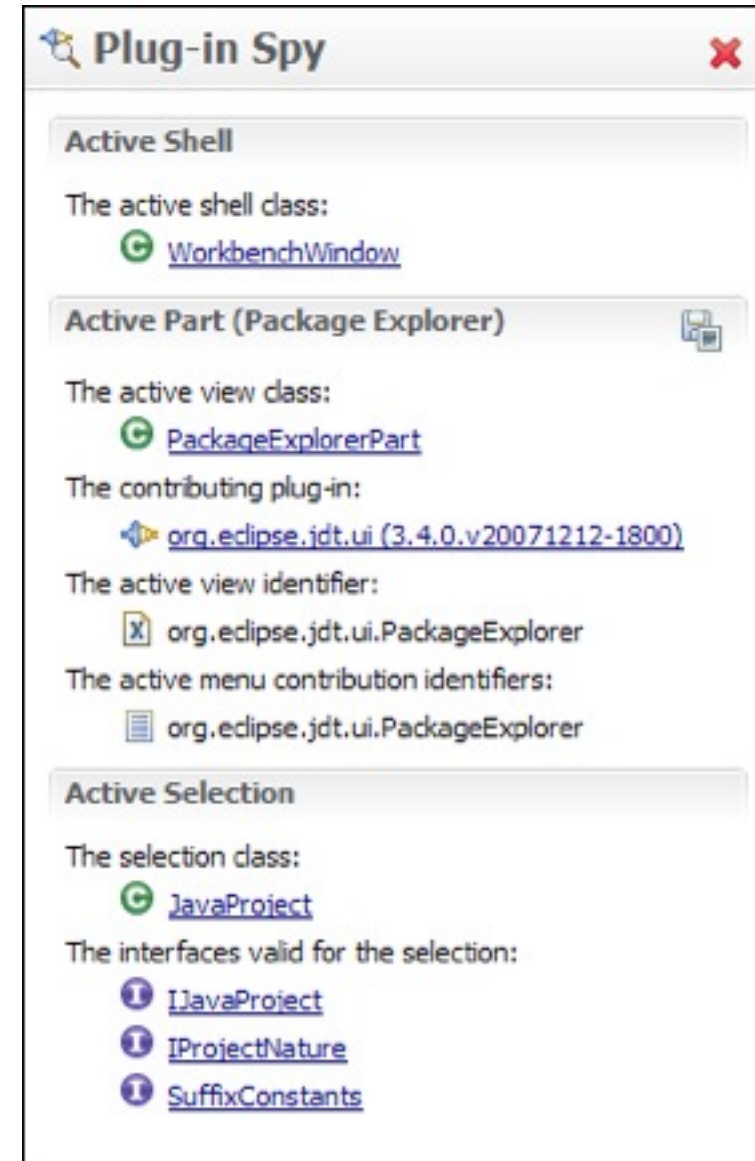 Plug-in Spy
Active Shell
The active shell class:
WorkbenchWindow
Active Part (Package Explorer)
The active view class:
PackageExplorerPart
The contributing plug-in:
org.eclipse.jdt.ui (3.4.0.v20071212-1800)
The active view identifier:
org.eclipse.jdt.ui.PackageExplorer
The active menu contribution identifiers:
org.eclipse.jdt.ui.PackageExplorer
Active Selection
The selection class:
JavaProject
The interfaces valid for the selection:
IJavaProject
IProjectNature
SuffixConstants